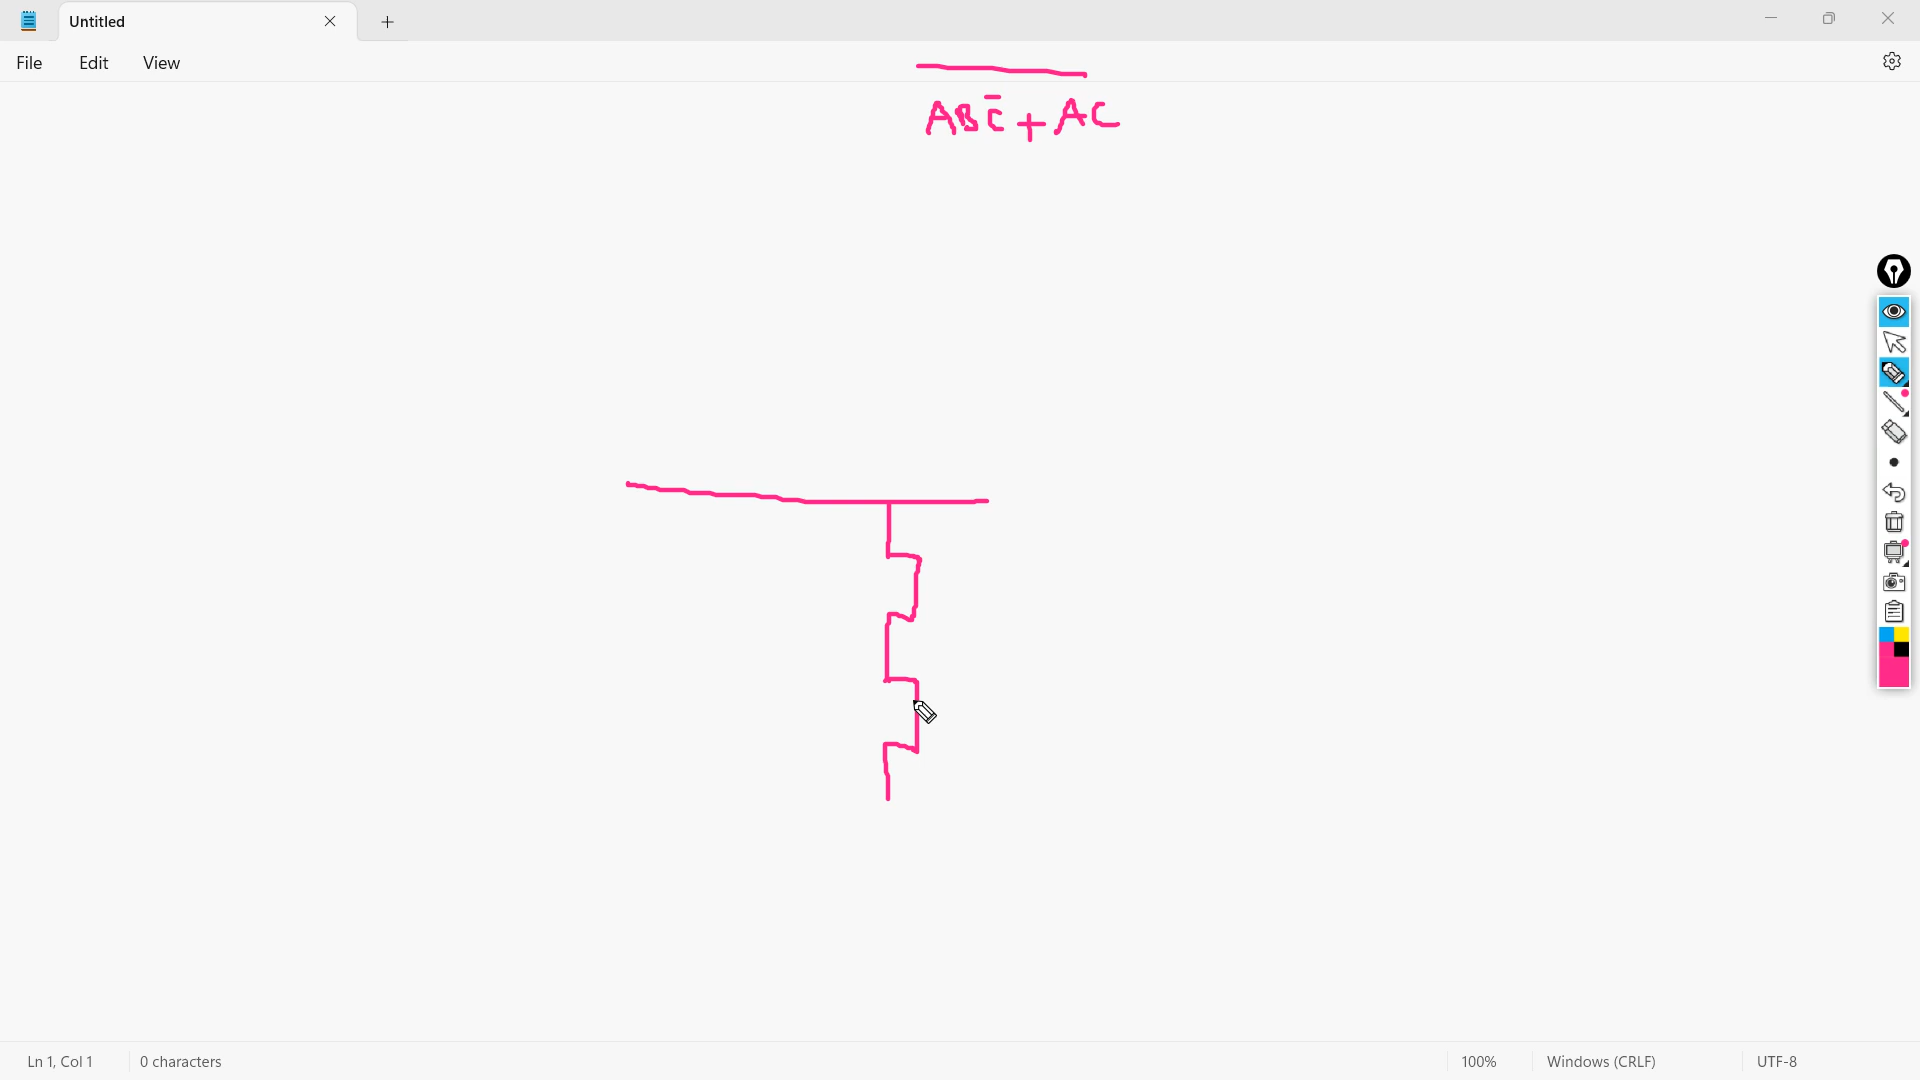 Untitled
File Edit View
ABC̅ + AC
Ln 1, Col 1 0 characters 100% Windows (CRLF) UTF-8